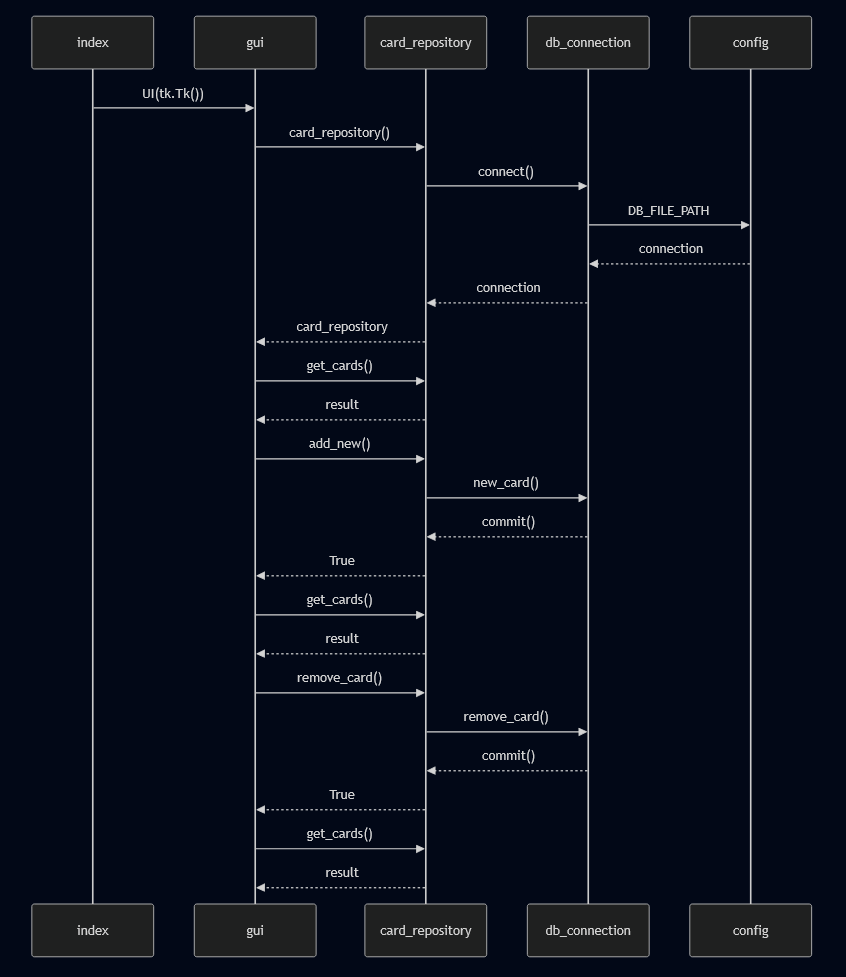 index gui card_repository db_connection config
UI(tk.Tk())
card_repository()
connect()
DB_FILE_PATH
connection
connection
card_repository
get_cards()
result
add_new()
new_card()
commit()
True
get_cards()
result
remove_card()
remove_card()
commit()
True
get_cards()
result
index gui card_repository db_connection config